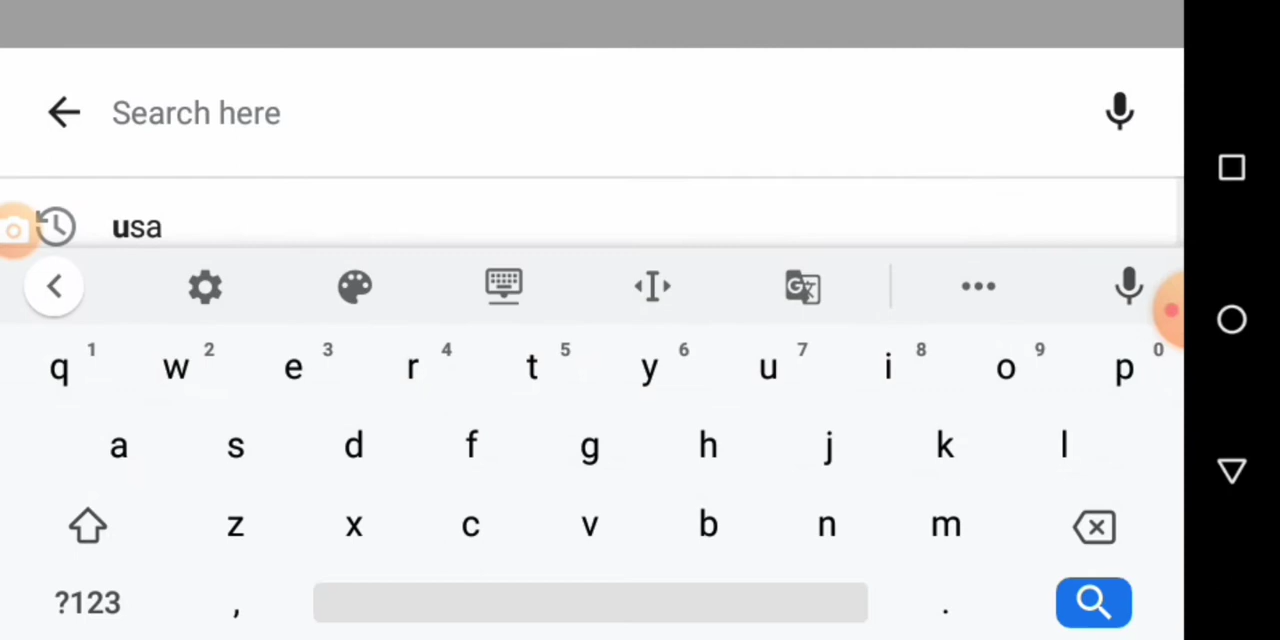 Search here
usa
G
q 1 w 2 e 3 r 4 t 5 y 6 u 7 i 8 o 9 p 0
a s d f g h j k l
z x c v b n m
?123 , .